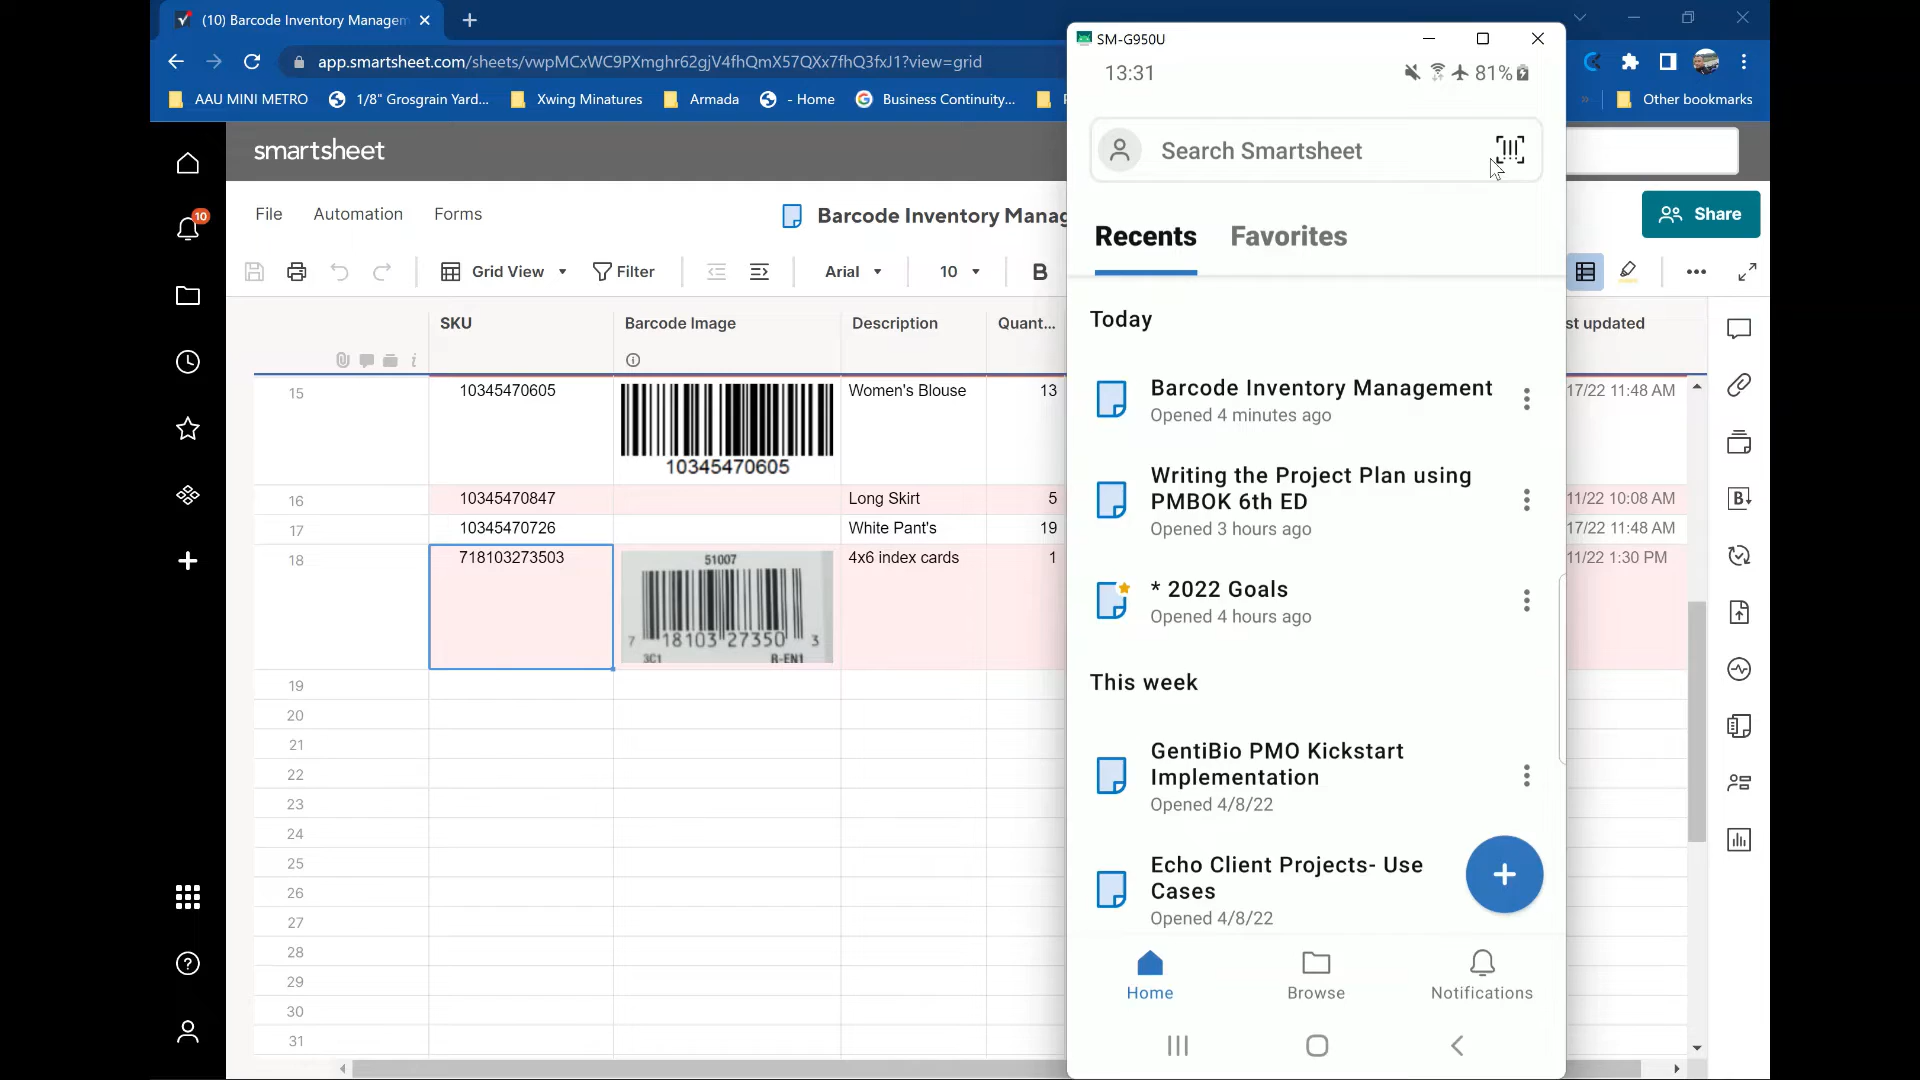 (10) Barcode Inventory Managem
app.smartsheet.com/sheets/vwpMCxWC9PXmghr62gjV4fhQmX57QXx7fhQ3fxJ1?view=grid
AAU MINI METRO
1/8" Grosgrain Yard...
Xwing Minatures
Armada
- Home
Business Continuity...
Other bookmarks
smartsheet
10
File
Automation
Forms
Barcode Inventory Manag
Share
Grid View
Filter
Arial
10
B
SKU
Barcode Image
Description
Quant...
st updated
15
10345470605
10345470605
Women's Blouse
13
17/22 11:48 AM
16
10345470847
Long Skirt
5
11/22 10:08 AM
17
10345470726
White Pant's
19
17/22 11:48 AM
18
718103273503
51007
7 18103 27350 3
3C1
R-EN1
4x6 index cards
1
11/22 1:30 PM
19
20
21
22
23
24
25
26
27
28
29
30
31
SM-G950U
13:31
81%
Search Smartsheet
Recents
Favorites
Today
Barcode Inventory Management
Opened 4 minutes ago
Writing the Project Plan using
PMBOK 6th ED
Opened 3 hours ago
* 2022 Goals
Opened 4 hours ago
This week
GentiBio PMO Kickstart
Implementation
Opened 4/8/22
Echo Client Projects- Use
Cases
Opened 4/8/22
Home
Browse
Notifications